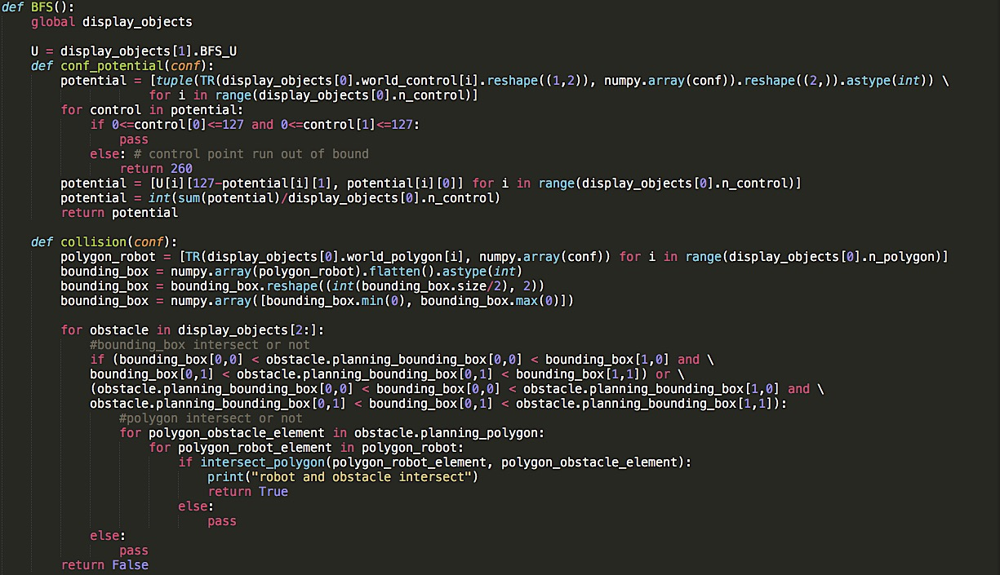 def BFS():
    global display_objects

    U = display_objects[1].BFS_U
    def conf_potential(conf):
        potential = [tuple(TR(display_objects[0].world_control[i].reshape((1,2)), numpy.array(conf)).reshape((2,)).astype(int)) \
                    for i in range(display_objects[0].n_control)]
        for control in potential:
            if 0<=control[0]<=127 and 0<=control[1]<=127:
                pass
            else: # control point run out of bound
                return 260
        potential = [U[i][127-potential[i][1], potential[i][0]] for i in range(display_objects[0].n_control)]
        potential = int(sum(potential)/display_objects[0].n_control)
        return potential

    def collision(conf):
        polygon_robot = [TR(display_objects[0].world_polygon[i], numpy.array(conf)) for i in range(display_objects[0].n_polygon)]
        bounding_box = numpy.array(polygon_robot).flatten().astype(int)
        bounding_box = bounding_box.reshape((int(bounding_box.size/2), 2))
        bounding_box = numpy.array([bounding_box.min(0), bounding_box.max(0)])

        for obstacle in display_objects[2:]:
            #bounding_box intersect or not
            if (bounding_box[0,0] < obstacle.planning_bounding_box[0,0] < bounding_box[1,0] and \
            bounding_box[0,1] < obstacle.planning_bounding_box[0,1] < bounding_box[1,1]) or \
            (obstacle.planning_bounding_box[0,0] < bounding_box[0,0] < obstacle.planning_bounding_box[1,0] and \
            obstacle.planning_bounding_box[0,1] < bounding_box[0,1] < obstacle.planning_bounding_box[1,1]):
                #polygon intersect or not
                for polygon_obstacle_element in obstacle.planning_polygon:
                    for polygon_robot_element in polygon_robot:
                        if intersect_polygon(polygon_robot_element, polygon_obstacle_element):
                            print("robot and obstacle intersect")
                            return True
                        else:
                            pass
            else:
                pass
        return False